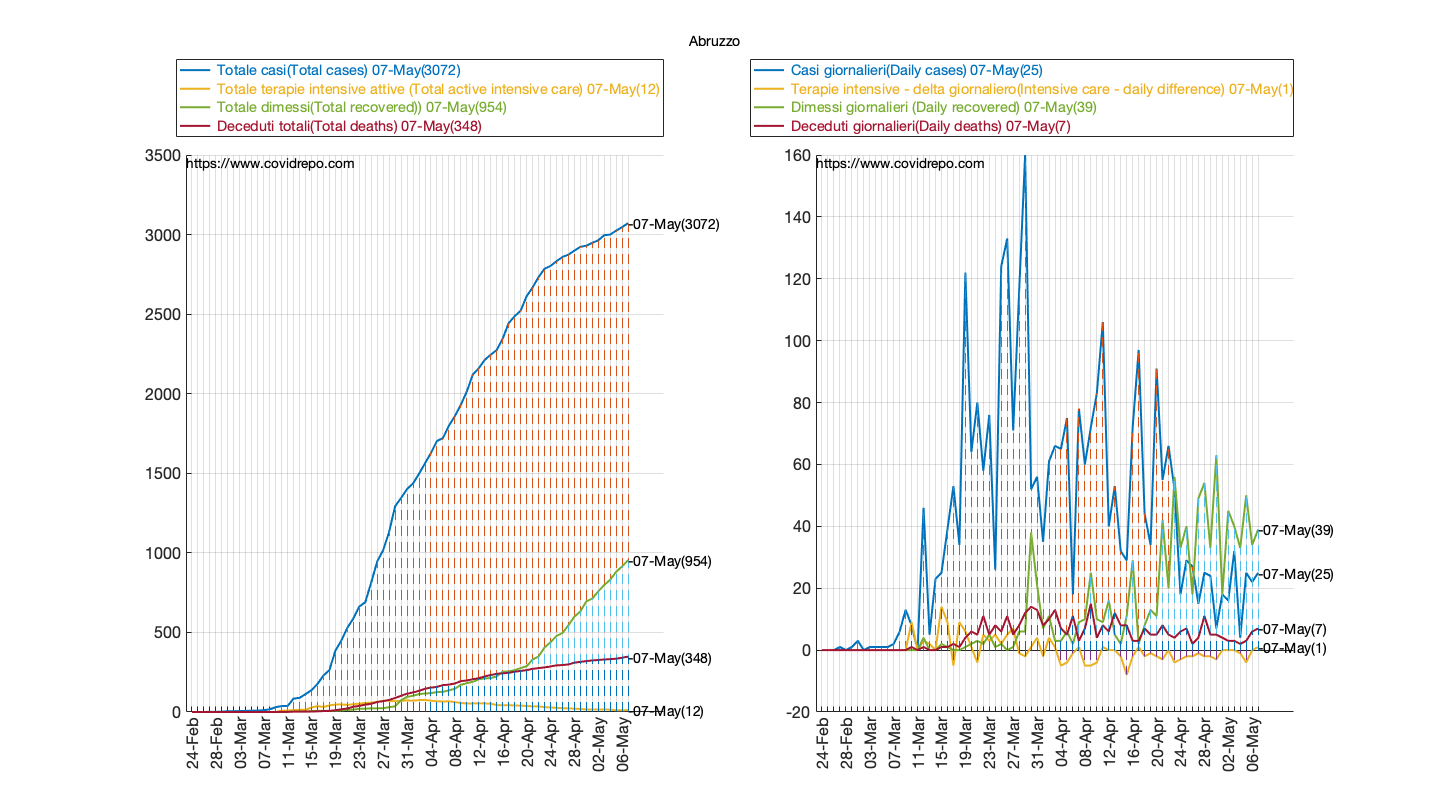 Abruzzo
Totale casi(Total cases) 07-May(3072)
Totale terapie intensive attive (Total active intensive care) 07-May(12)
Totale dimessi(Total recovered)) 07-May(954)
Deceduti totali(Total deaths) 07-May(348)
https://www.covidrepo.com
3500
3000
2500
2000
1500
1000
500
0
07-May(3072)
07-May(954)
07-May(348)
07-May(12)
24-Feb
28-Feb
03-Mar
07-Mar
11-Mar
15-Mar
19-Mar
23-Mar
27-Mar
31-Mar
04-Apr
08-Apr
12-Apr
16-Apr
20-Apr
24-Apr
28-Apr
02-May
06-May
Casi giornalieri(Daily cases) 07-May(25)
Terapie intensive - delta giornaliero(Intensive care - daily difference) 07-May(1)
Dimessi giornalieri (Daily recovered) 07-May(39)
Deceduti giornalieri(Daily deaths) 07-May(7)
https://www.covidrepo.com
160
140
120
100
80
60
40
20
0
-20
07-May(39)
07-May(25)
07-May(7)
07-May(1)
24-Feb
28-Feb
03-Mar
07-Mar
11-Mar
15-Mar
19-Mar
23-Mar
27-Mar
31-Mar
04-Apr
08-Apr
12-Apr
16-Apr
20-Apr
24-Apr
28-Apr
02-May
06-May